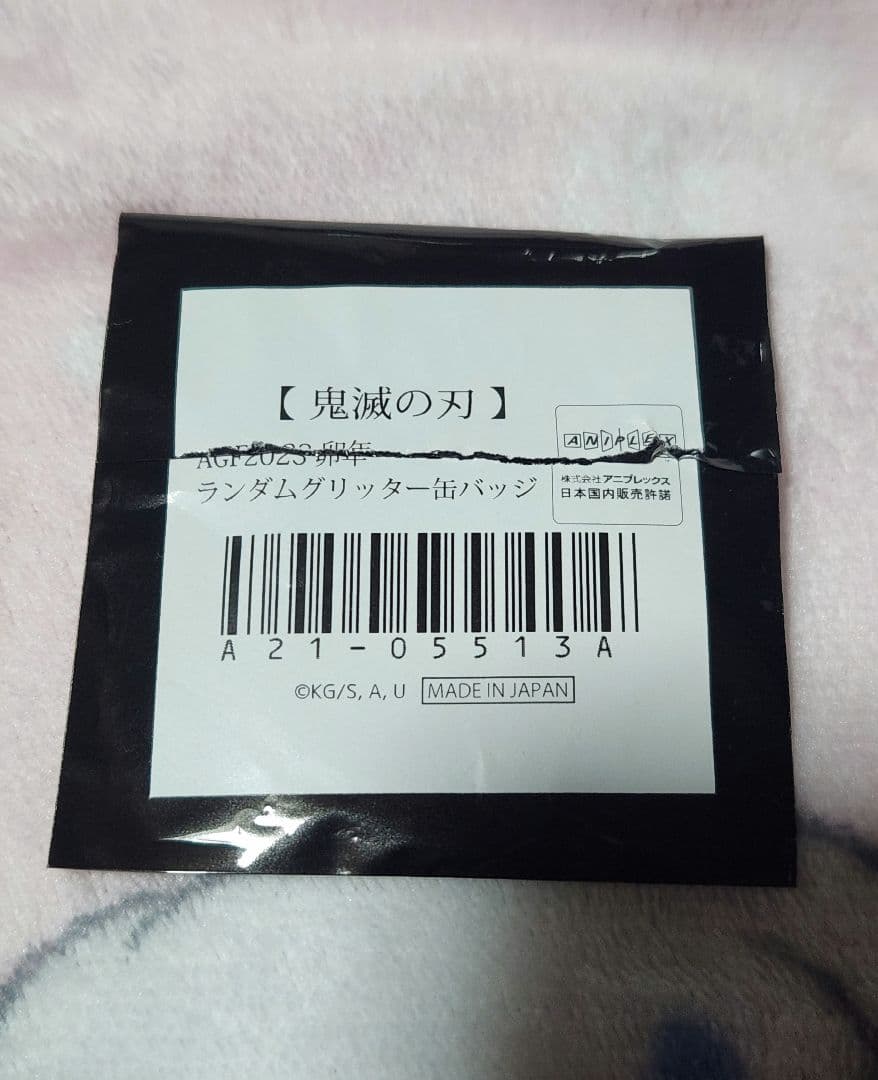 【 鬼滅の刃 】
AGF2023 卯年
ランダムグリッター缶バッジ
ANIPLEX
株式会社アニプレックス
日本国内販売許諾
A21-05513A
©KG/S, A, U MADE IN JAPAN